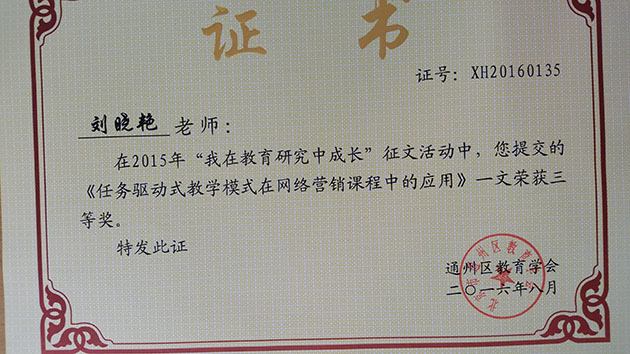 证书
证号：XH20160135
刘晓艳 老师：
在2015年“我在教育研究中成长”征文活动中，您提交的
《任务驱动式教学模式在网络营销课程中的应用》一文荣获三
等奖。
特发此证
通州区教育学会
二〇一六年八月